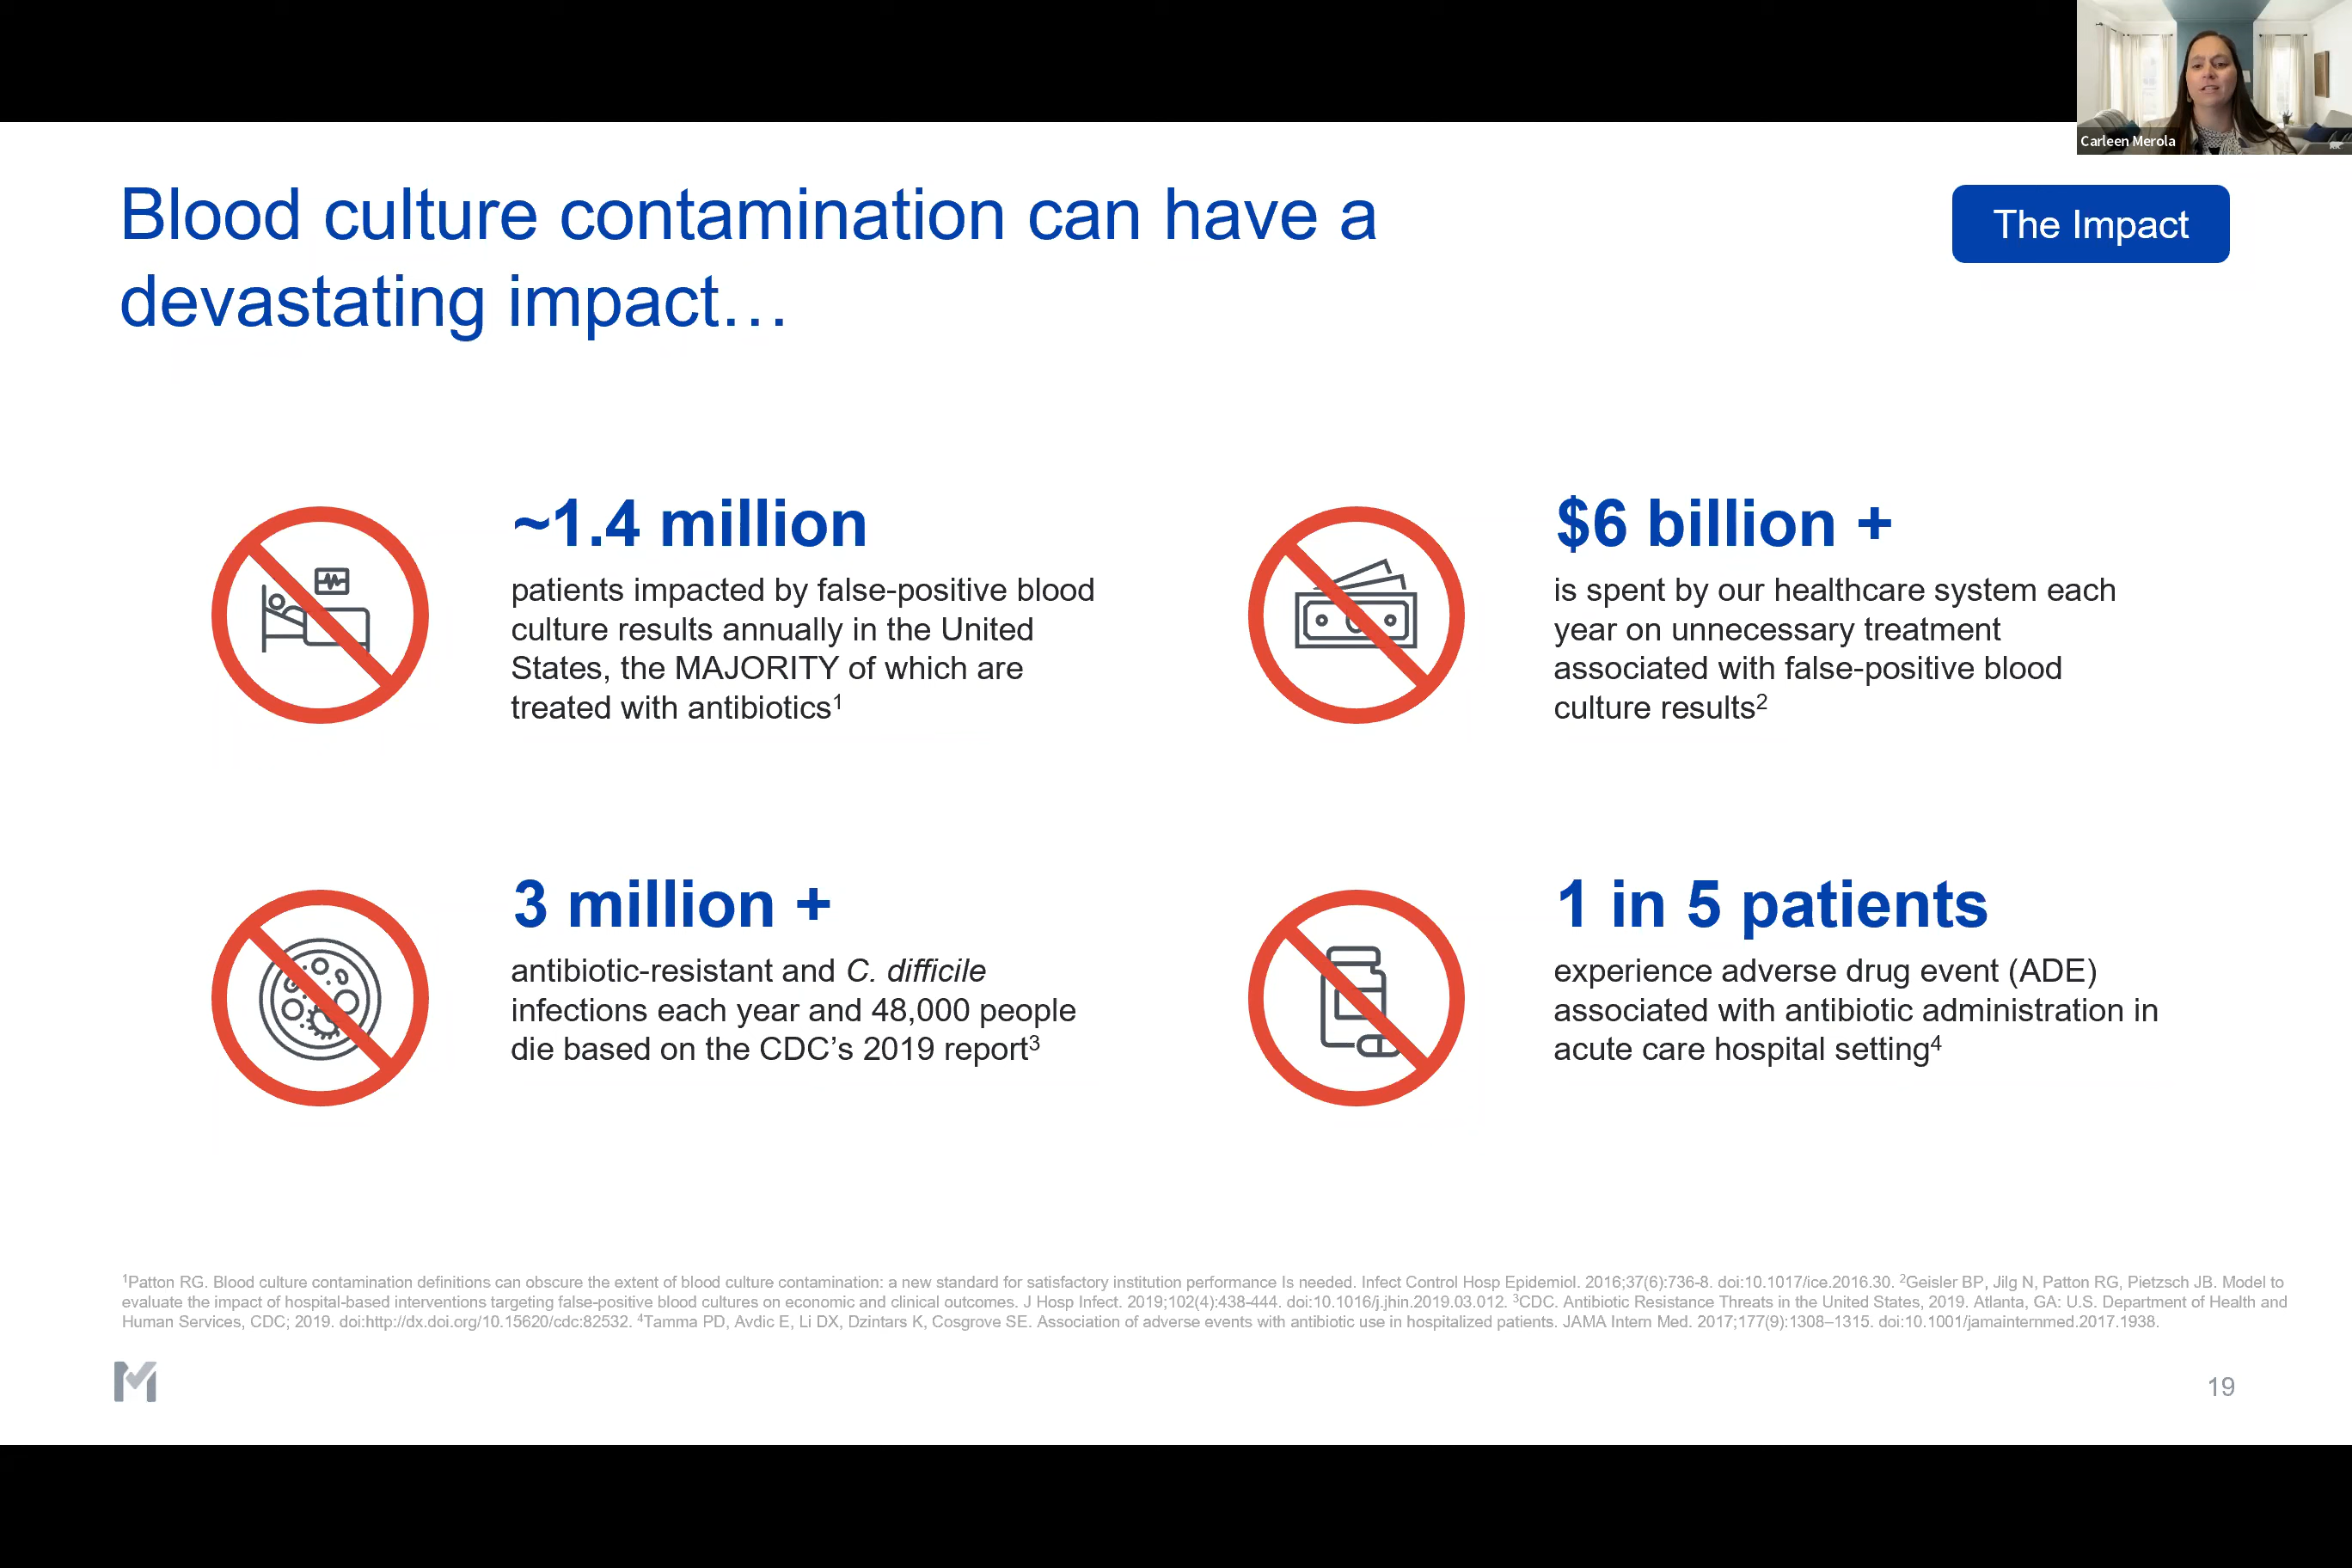 Carleen Merola
Blood culture contamination can have a
devastating impact…
The Impact
~1.4 million
patients impacted by false-positive blood
culture results annually in the United
States, the MAJORITY of which are
treated with antibiotics¹
$6 billion +
is spent by our healthcare system each
year on unnecessary treatment
associated with false-positive blood
culture results²
3 million +
antibiotic-resistant and C. difficile
infections each year and 48,000 people
die based on the CDC’s 2019 report³
1 in 5 patients
experience adverse drug event (ADE)
associated with antibiotic administration in
acute care hospital setting⁴
¹Patton RG. Blood culture contamination definitions can obscure the extent of blood culture contamination: a new standard for satisfactory institution performance Is needed. Infect Control Hosp Epidemiol. 2016;37(6):736-8. doi:10.1017/ice.2016.30. ²Geisler BP, Jilg N, Patton RG, Pietzsch JB. Model to
evaluate the impact of hospital-based interventions targeting false-positive blood cultures on economic and clinical outcomes. J Hosp Infect. 2019;102(4):438-444. doi:10.1016/j.jhin.2019.03.012. ³CDC. Antibiotic Resistance Threats in the United States, 2019. Atlanta, GA: U.S. Department of Health and
Human Services, CDC; 2019. doi:http://dx.doi.org/10.15620/cdc:82532. ⁴Tamma PD, Avdic E, Li DX, Dzintars K, Cosgrove SE. Association of adverse events with antibiotic use in hospitalized patients. JAMA Intern Med. 2017;177(9):1308–1315. doi:10.1001/jamainternmed.2017.1938.
19